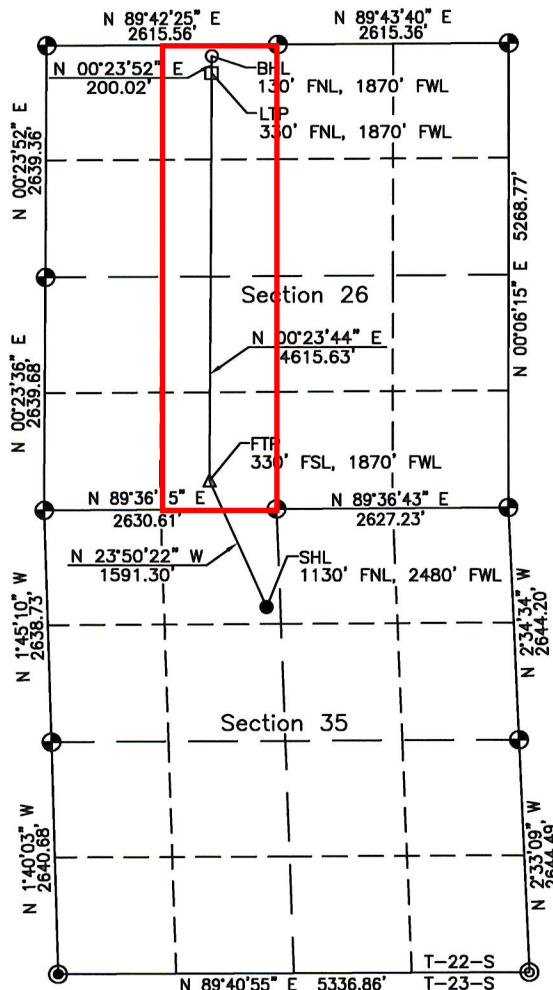 N 89°42'25" E
2615.56'
N 89°43'40" E
2615.36'
N 00°23'52" E
200.02'
BHL
130' FNL, 1870' FWL
LTP
330' FNL, 1870' FWL
N 00°23'52" E
2639.36'
N 00°06'15" E 5268.77'
Section 26
N 00°23'44" E
4615.63'
N 00°23'36" E
2639.68'
FTP
330' FSL, 1870' FWL
N 89°36' 5" E
2630.61'
N 89°36'43" E
2627.23'
N 23°50'22" W
1591.30'
SHL
1130' FNL, 2480' FWL
N 1°45'10" W
2638.73'
N 2°34'34" W
2644.20'
Section 35
N 1°40'03" W
2640.68'
N 2°33'09" W
2644.49'
T-22-S
N 89°40'55" E 5336.86'
T-23-S